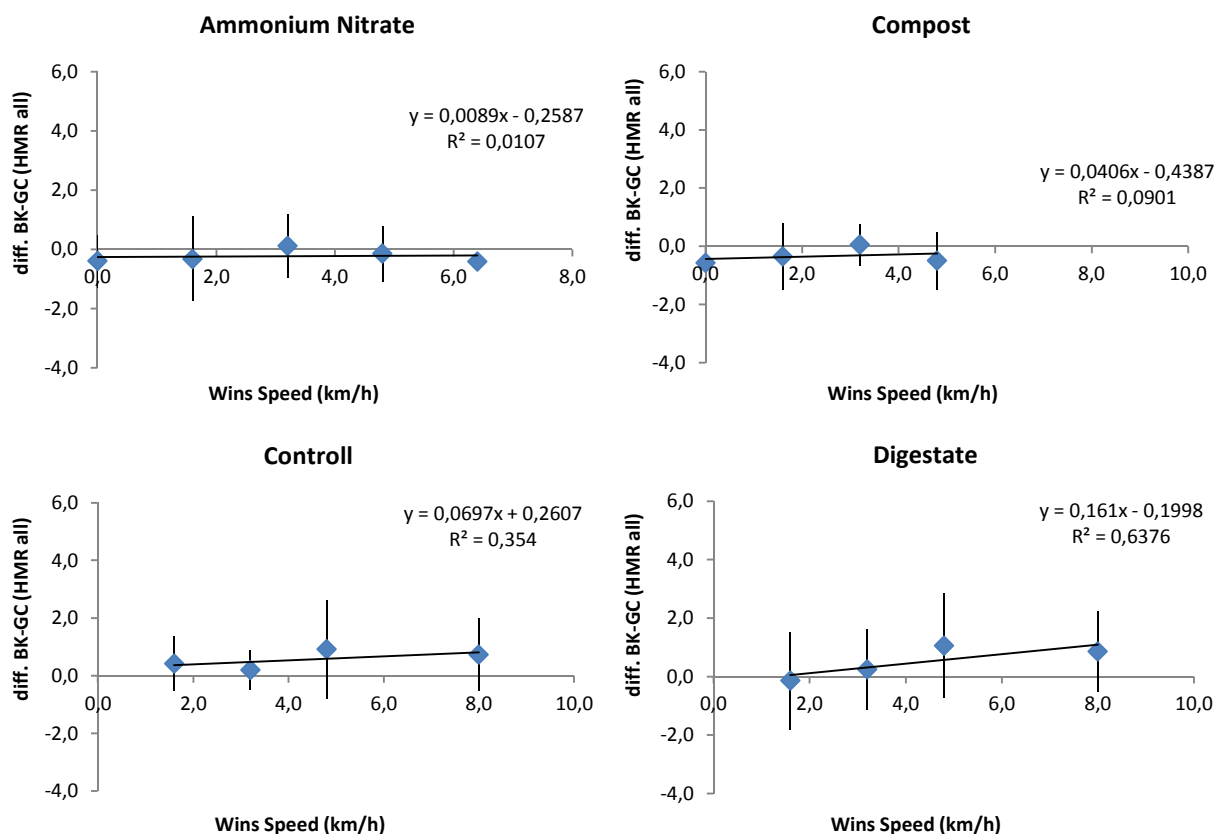 Ammonium Nitrate
diff. BK-GC (HMR all)
6,0
4,0
2,0
0,0
-2,0
-4,0
0,0 2,0 4,0 6,0 8,0
y = 0,0089x - 0,2587
R² = 0,0107
Wins Speed (km/h)
Compost
diff. BK-GC (HMR all)
6,0
4,0
2,0
0,0
-2,0
-4,0
0,0 2,0 4,0 6,0 8,0 10,0
y = 0,0406x - 0,4387
R² = 0,0901
Wins Speed (km/h)
Controll
diff. BK-GC (HMR all)
6,0
4,0
2,0
0,0
-2,0
-4,0
0,0 2,0 4,0 6,0 8,0 10,0
y = 0,0697x + 0,2607
R² = 0,354
Wins Speed (km/h)
Digestate
diff. BK-GC (HMR all)
6,0
4,0
2,0
0,0
-2,0
-4,0
0,0 2,0 4,0 6,0 8,0 10,0
y = 0,161x - 0,1998
R² = 0,6376
Wins Speed (km/h)